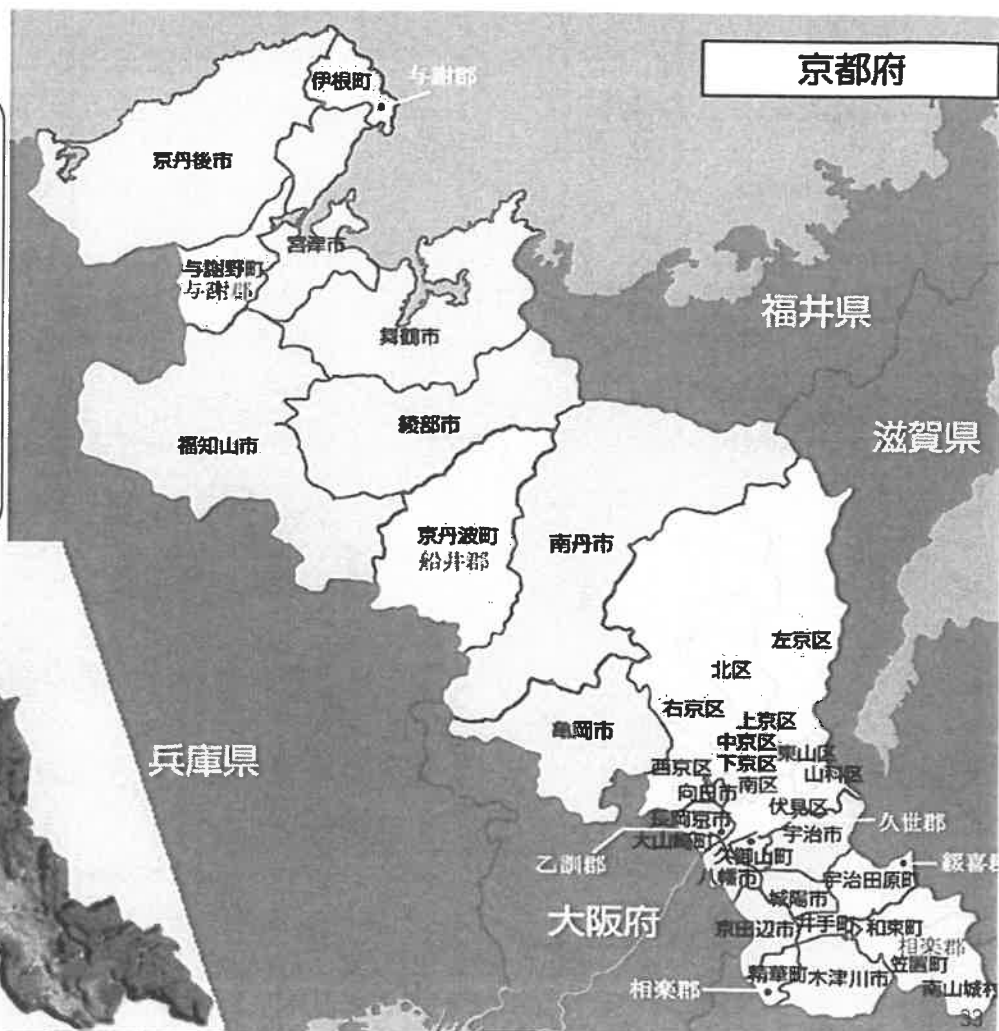 京都府
伊根町
与謝郡
京丹後市
宮津市
与謝野町
与謝郡
福井県
舞鶴市
綾部市
福知山市
滋賀県
京丹波町
船井郡
南丹市
左京区
北区
右京区
上京区
亀岡市
中京区
東山区
兵庫県
下京区
西京区
山科区
南区
向日市
伏見区
長岡京市
久世郡
宇治市
大山崎町
乙訓郡
久御山町
綴喜郡
八幡市
宇治田原町
城陽市
大阪府
京田辺市
井手町
和束町
相楽郡
笠置町
精華町
木津川市
相楽郡
南山城村
33